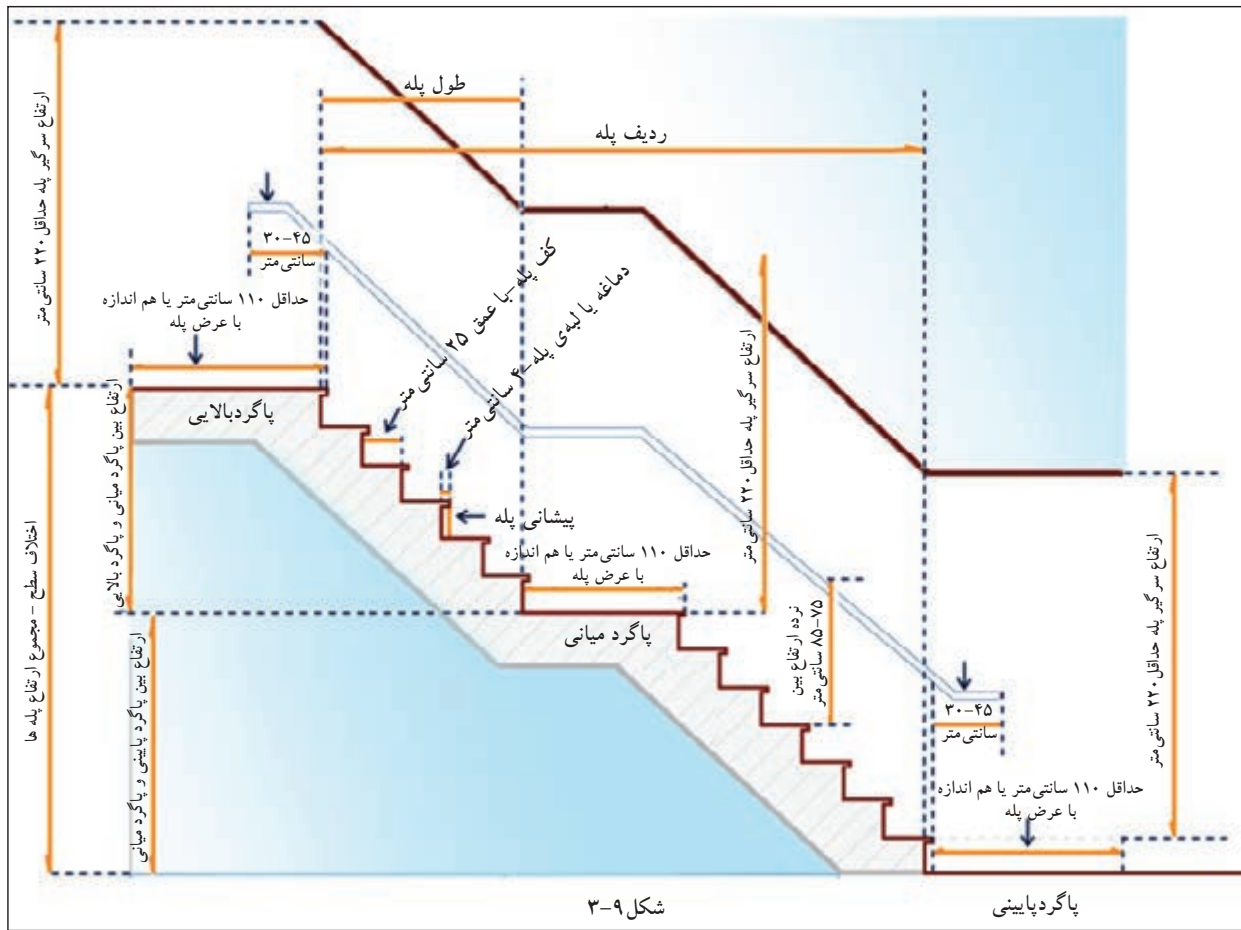 طول پله
ردیف پله
ارتفاع سرگیر پله حداقل ۲۲۰ سانتی‌متر
۳۰-۴۵
سانتی‌متر
حداقل ۱۱۰ سانتی‌متر یا هم اندازه
با عرض پله
کف پله-با عمق ۲۵ سانتی متر
دماغه یا لبه‌ی پله-۴ سانتی‌متر
پاگرد بالایی
ارتفاع بین پاگرد میانی و پاگرد بالایی
پیشانی پله
ارتفاع سرگیر پله حداقل ۲۲۰ سانتی‌متر
حداقل ۱۱۰ سانتی‌متر یا هم اندازه
با عرض پله
پاگرد میانی
نرده ارتفاع بین
۸۵-۷۵ سانتی‌متر
ارتفاع سرگیر پله حداقل ۲۲۰ سانتی‌متر
۳۰-۴۵
سانتی‌متر
حداقل ۱۱۰ سانتی‌متر یا هم اندازه
با عرض پله
اختلاف سطح - مجموع ارتفاع پله ها
ارتفاع بین پاگرد پایینی و پاگرد میانی
پاگرد پایینی
شکل ۹-۳